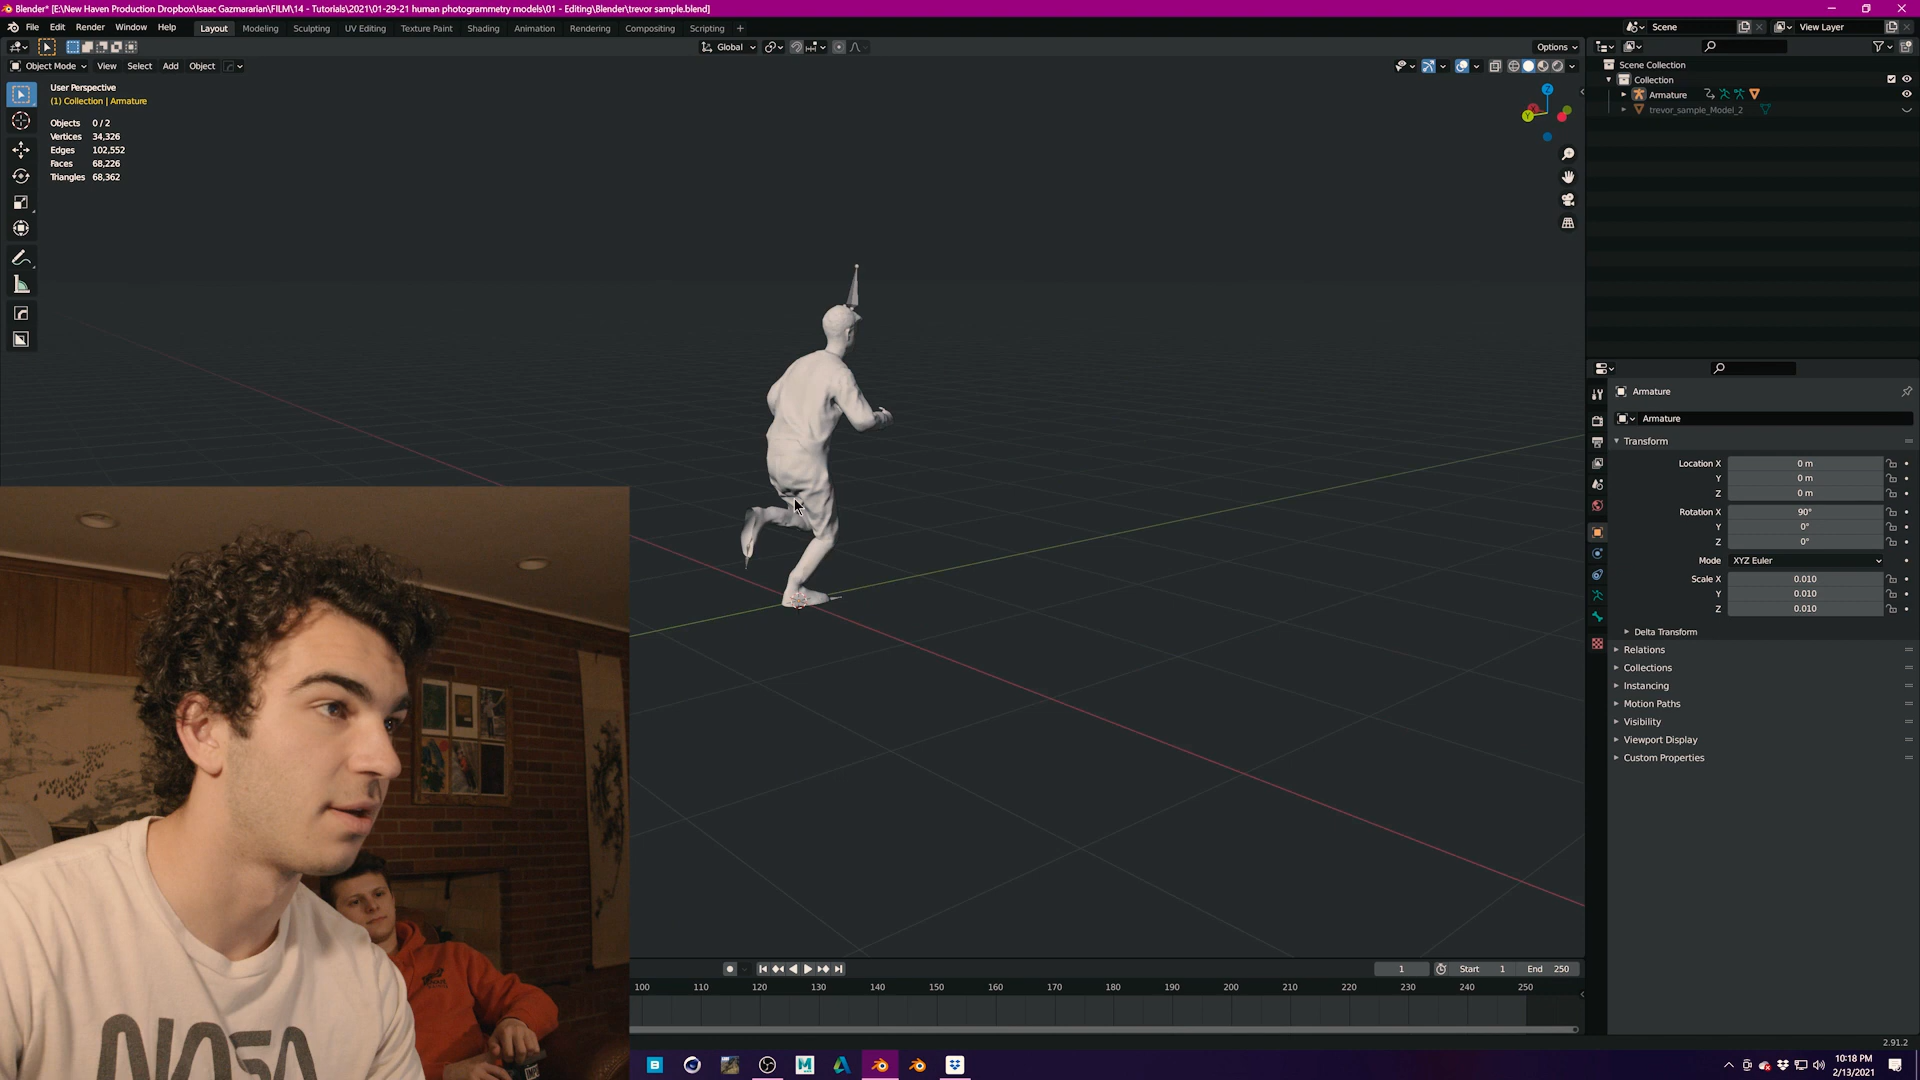 Blender* [E:\New Haven Production Dropbox\Isaac Gazmararian\FILM\14 - Tutorials\2021\01-29-21 human photogrammetry models\01 - Editing\Blender\trevor sample.blend]
File Edit Render Window Help Layout Modeling Sculpting UV Editing Texture Paint Shading Animation Rendering Compositing Scripting +
Scene
View Layer
Global
Options
Object Mode View Select Add Object
User Perspective
(1) Collection | Armature
Objects 0 / 2
Vertices 34,326
Edges 102,552
Faces 68,226
Triangles 68,362
Z
Y
Scene Collection
Collection
Armature
trevor_sample_Model_2
Armature
Armature
Transform
Location X 0 m
Y 0 m
Z 0 m
Rotation X 90°
Y 0°
Z 0°
Mode XYZ Euler
Scale X 0.010
Y 0.010
Z 0.010
Delta Transform
Relations
Collections
Instancing
Motion Paths
Visibility
Viewport Display
Custom Properties
1 Start 1 End 250
100 110 120 130 140 150 160 170 180 190 200 210 220 230 240 250
2.91.2
NASA
B
M
10:18 PM
2/13/2021